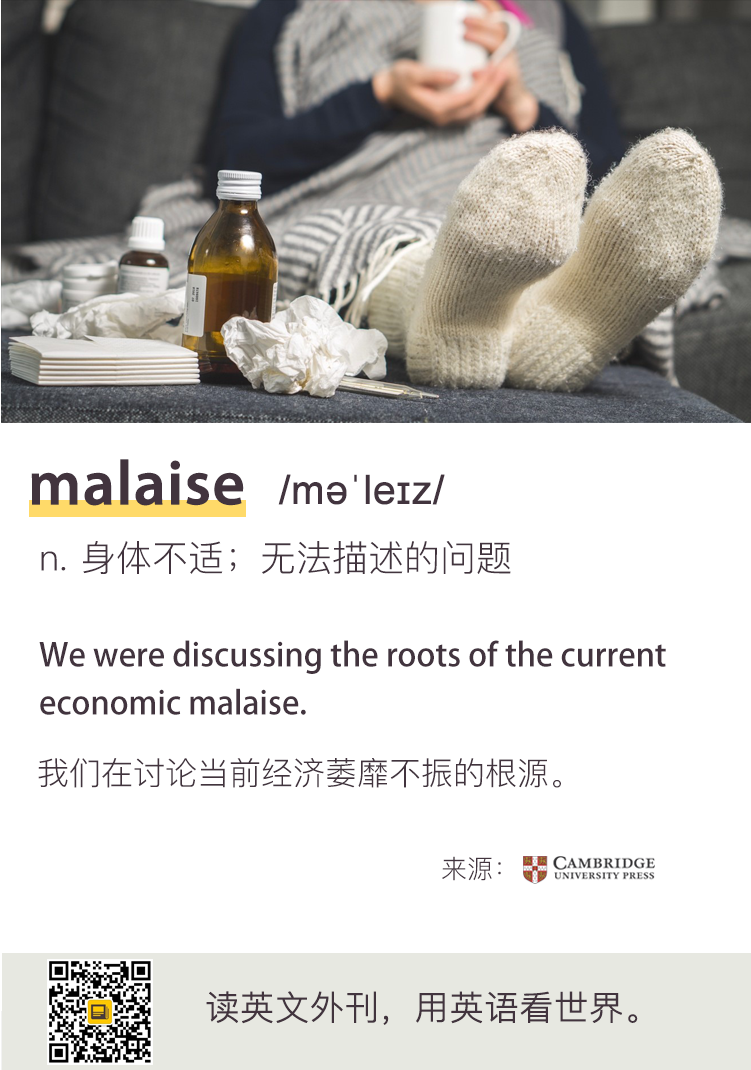 malaise /məˈleɪz/
n. 身体不适；无法描述的问题
We were discussing the roots of the current
economic malaise.
我们在讨论当前经济萎靡不振的根源。
来源： CAMBRIDGE
UNIVERSITY PRESS
读英文外刊，用英语看世界。